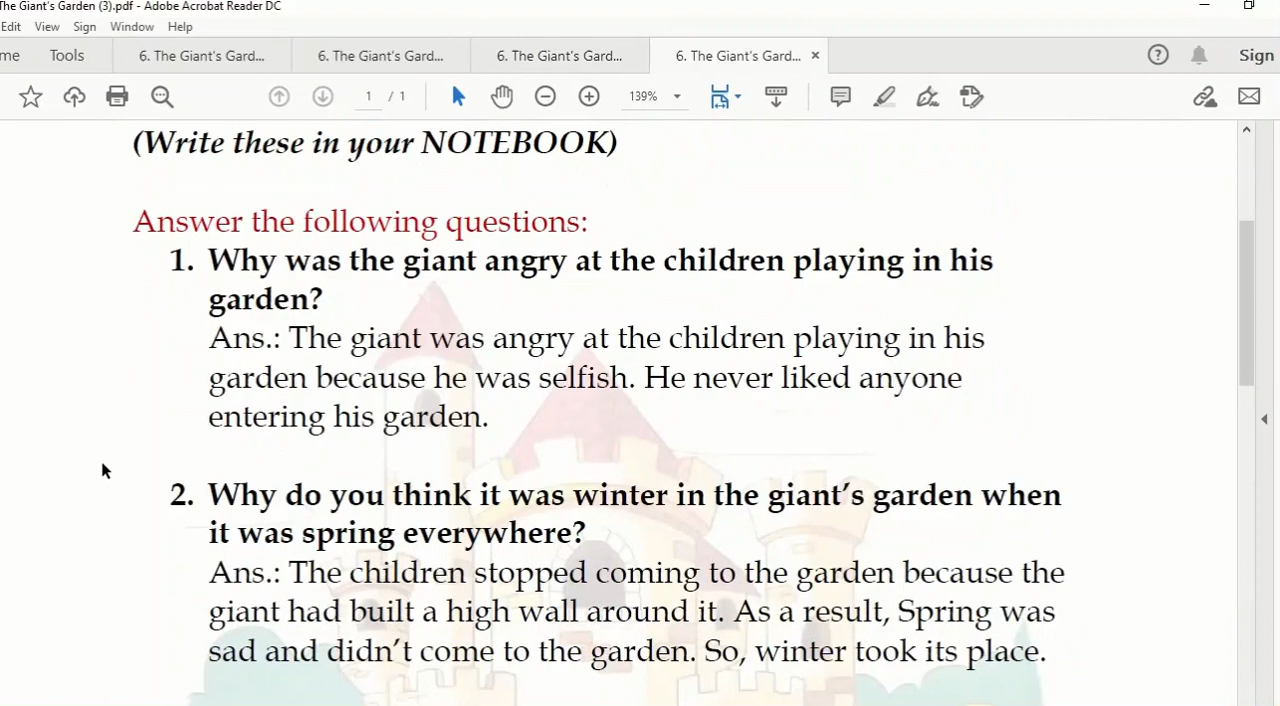 The Giant's Garden (3).pdf - Adobe Acrobat Reader DC
Edit View Sign Window Help
me Tools 6. The Giant's Gard... 6. The Giant's Gard... 6. The Giant's Gard... 6. The Giant's Gard... × Sign
1 / 1 139%
(Write these in your NOTEBOOK)
Answer the following questions:
1. Why was the giant angry at the children playing in his
garden?
Ans.: The giant was angry at the children playing in his
garden because he was selfish. He never liked anyone
entering his garden.
2. Why do you think it was winter in the giant's garden when
it was spring everywhere?
Ans.: The children stopped coming to the garden because the
giant had built a high wall around it. As a result, Spring was
sad and didn't come to the garden. So, winter took its place.